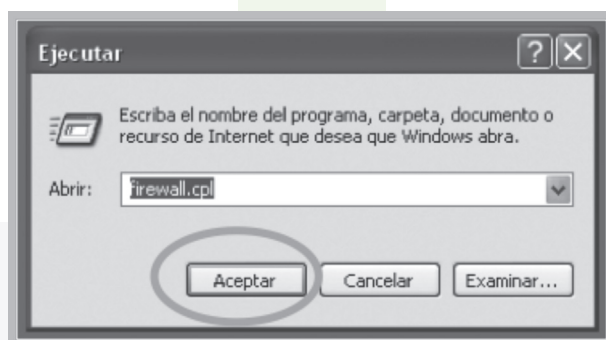 Ejecutar
Escriba el nombre del programa, carpeta, documento o
recurso de Internet que desea que Windows abra.
Abrir: firewall.cpl
Aceptar Cancelar Examinar...